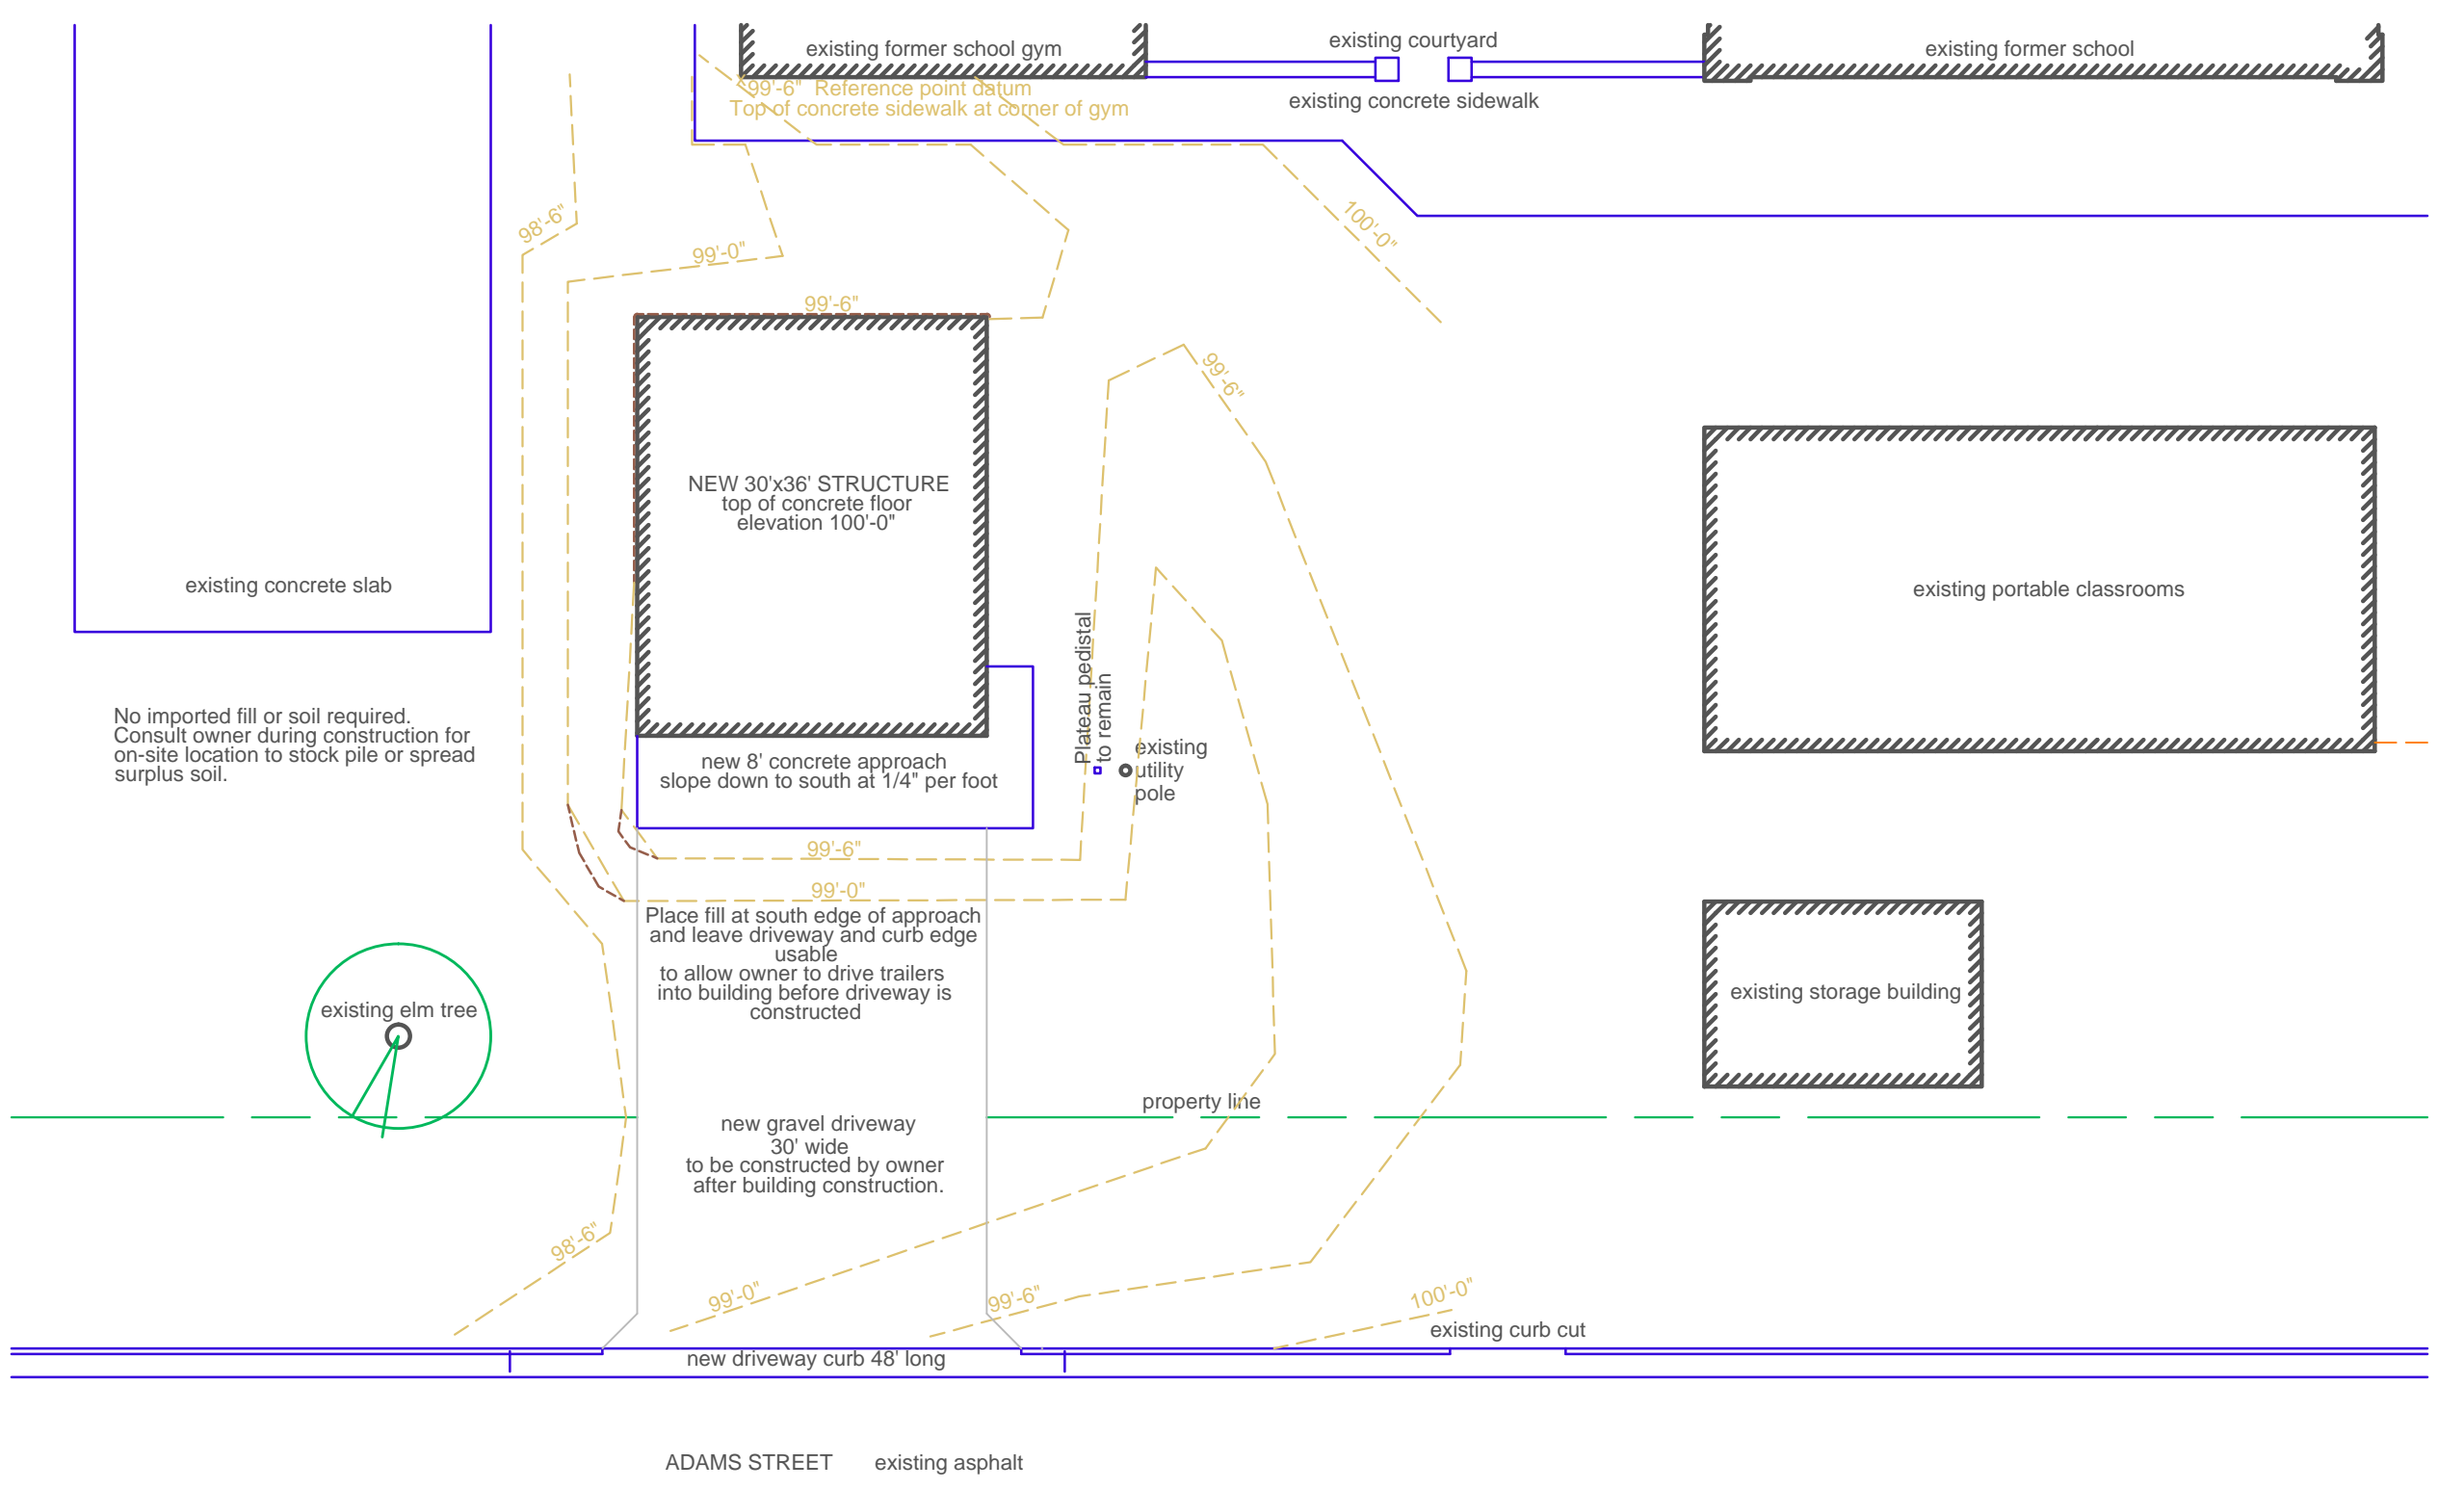 existing former school gym
existing courtyard
existing former school
99'-6" Reference point datum
Top of concrete sidewalk at corner of gym
existing concrete sidewalk
98'-6"
99'-0"
100'-0"
99'-6"
99'-6"
NEW 30'x36' STRUCTURE
top of concrete floor
elevation 100'-0"
existing concrete slab
existing portable classrooms
Plateau pedistal
to remain
No imported fill or soil required.
Consult owner during construction for
on-site location to stock pile or spread
surplus soil.
new 8' concrete approach
slope down to south at 1/4" per foot
existing
utility
pole
99'-6"
99'-0"
Place fill at south edge of approach
and leave driveway and curb edge
usable
to allow owner to drive trailers
into building before driveway is
constructed
existing elm tree
existing storage building
property line
new gravel driveway
30' wide
to be constructed by owner
after building construction.
98'-6"
99'-0"
99'-6"
100'-0"
existing curb cut
new driveway curb 48' long
ADAMS STREET existing asphalt